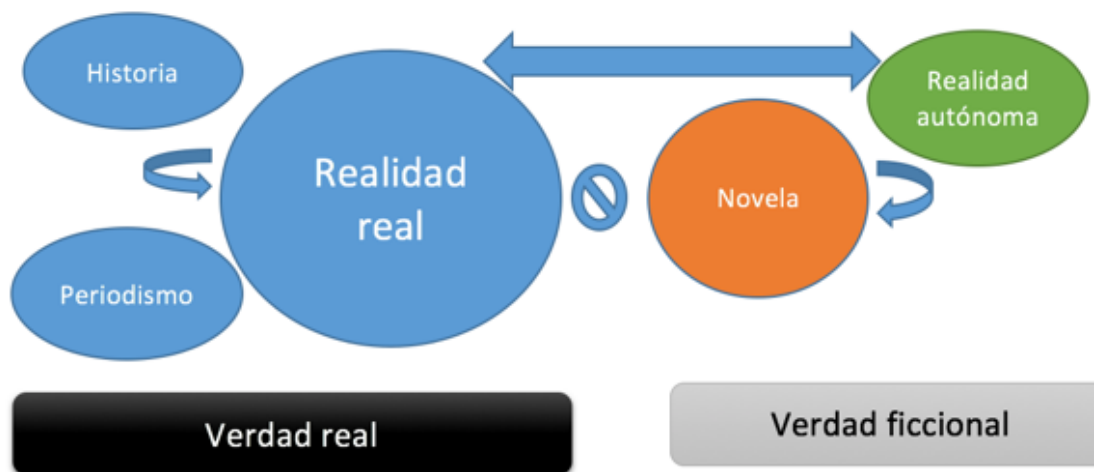 Historia
Realidad
real
Periodismo
Novela
Realidad
autónoma
Verdad real
Verdad ficcional